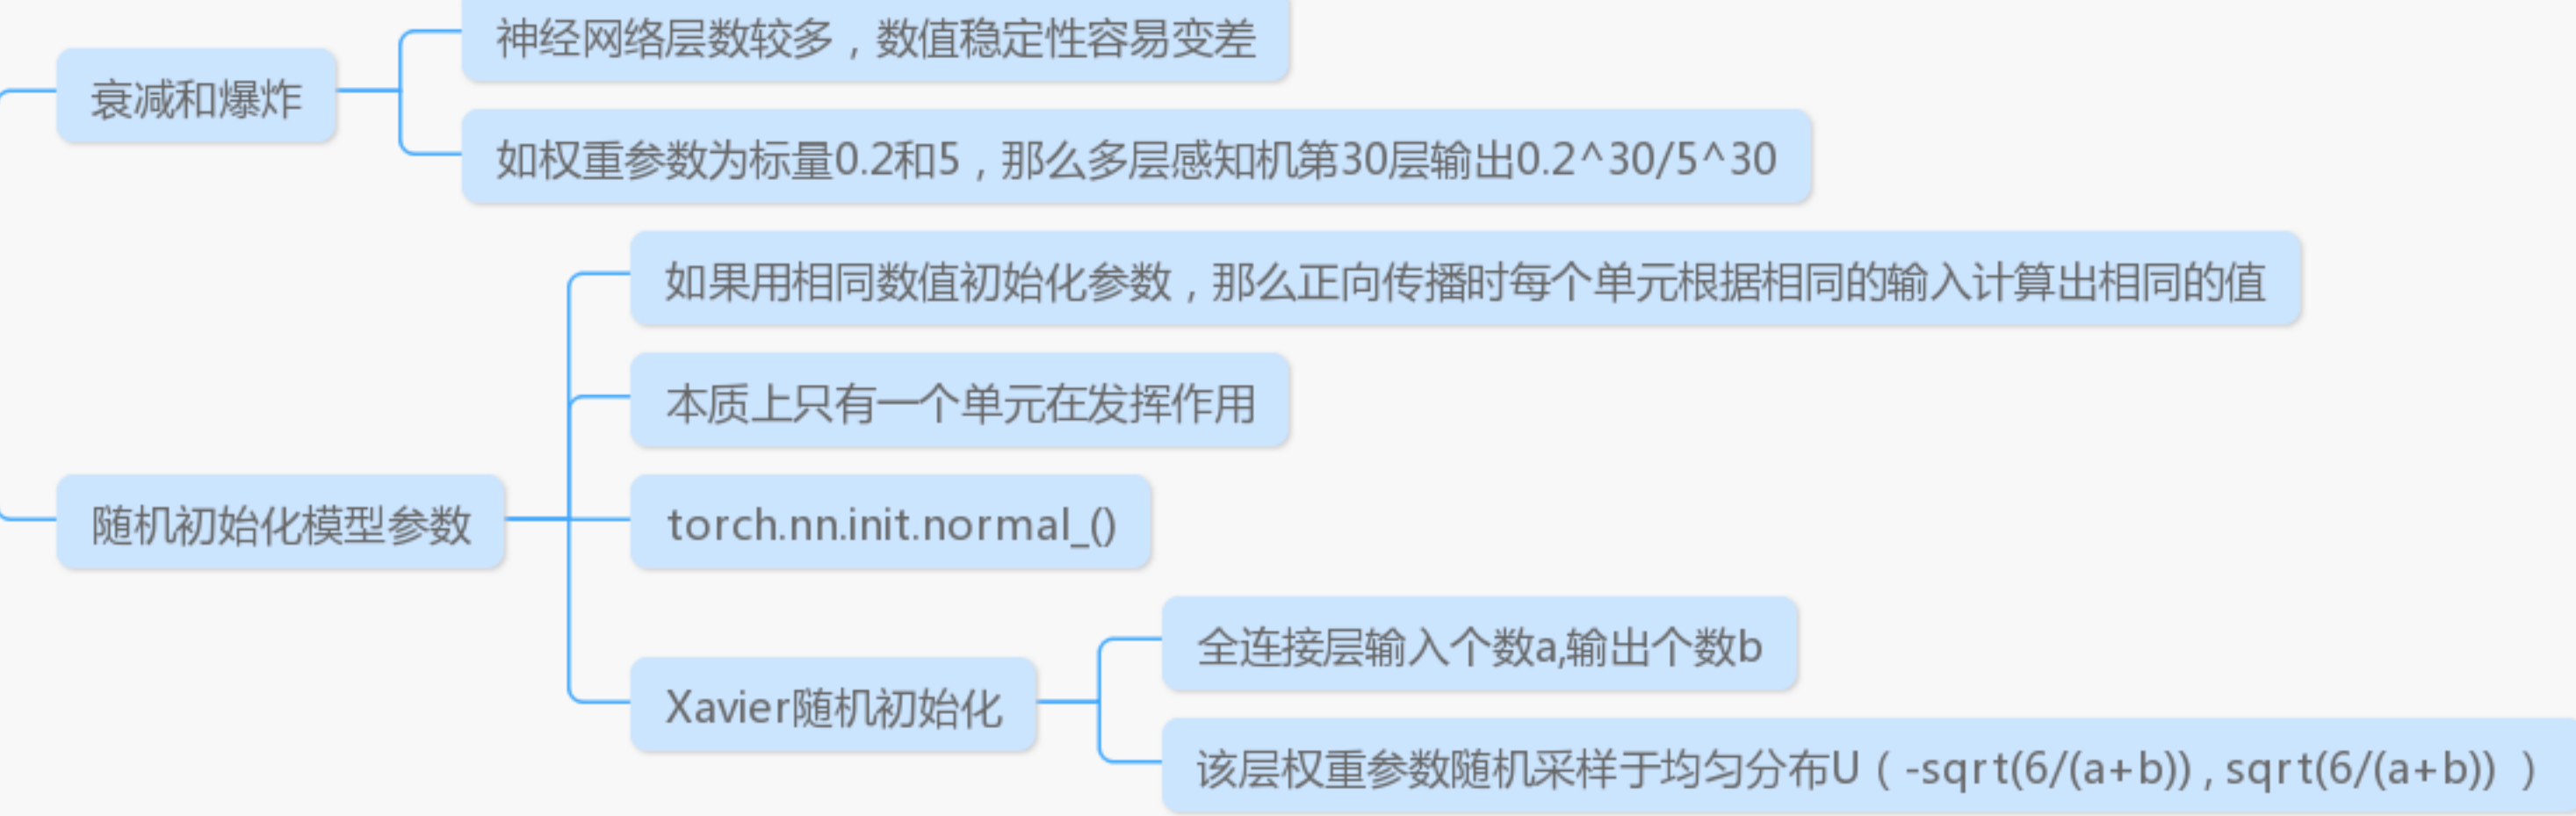 衰减和爆炸
神经网络层数较多，数值稳定性容易变差
如权重参数为标量0.2和5，那么多层感知机第30层输出0.2^30/5^30
随机初始化模型参数
如果用相同数值初始化参数，那么正向传播时每个单元根据相同的输入计算出相同的值
本质上只有一个单元在发挥作用
torch.nn.init.normal_()
Xavier随机初始化
全连接层输入个数a,输出个数b
该层权重参数随机采样于均匀分布U（-sqrt(6/(a+b)) , sqrt(6/(a+b)) ）